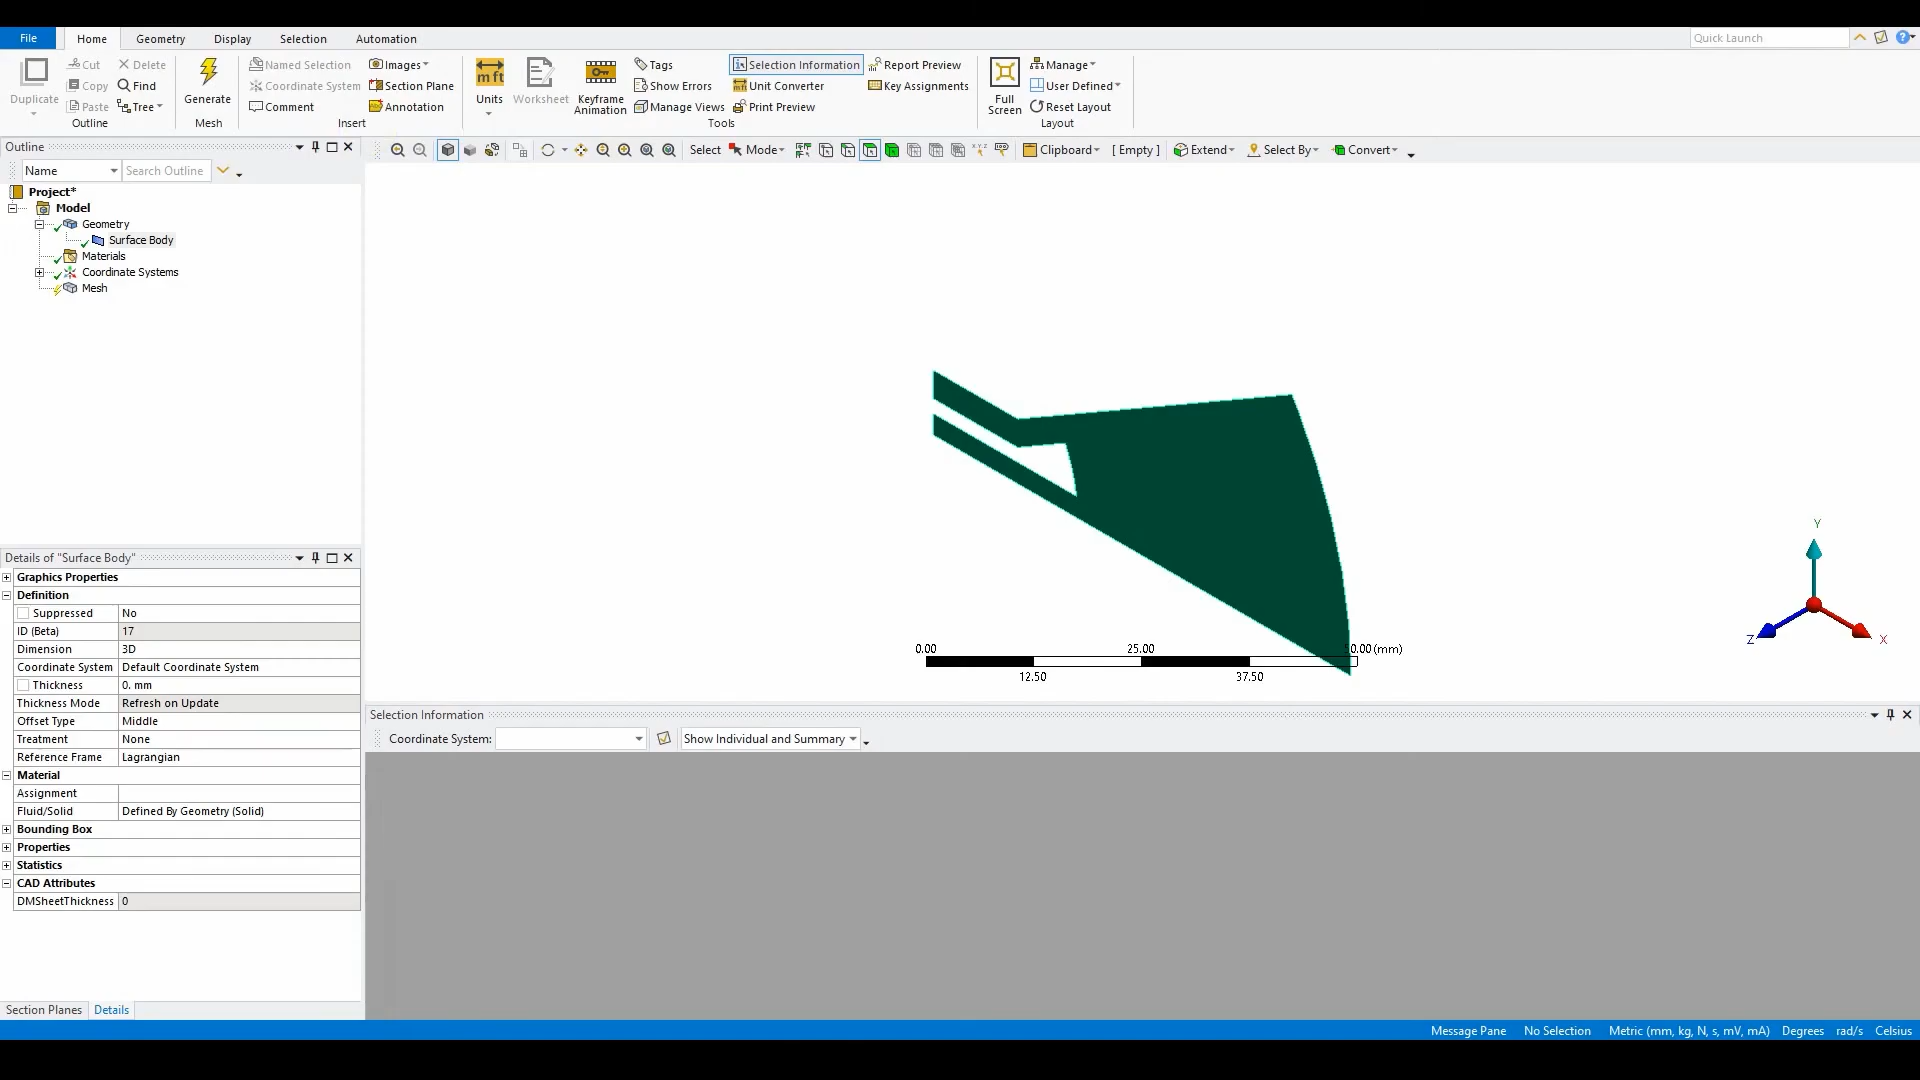 File Home Geometry Display Selection Automation Quick Launch
Duplicate Cut Delete
Copy Find
Paste Tree
Outline
Generate
Mesh
Named Selection Images
Coordinate System Section Plane
Comment Annotation
Insert
Units Worksheet Keyframe Animation
Tags Selection Information Report Preview
Show Errors Unit Converter Key Assignments
Manage Views Print Preview
Tools
Full Screen
Manage
User Defined
Reset Layout
Layout
Outline
Name Search Outline
Select Mode Clipboard [ Empty ] Extend Select By Convert
Project*
Model
Geometry
Surface Body
Materials
Coordinate Systems
Mesh
Y
X
Z
0.00 25.00 0.00 (mm)
12.50 37.50
Details of "Surface Body"
Graphics Properties
Definition
Suppressed No
ID (Beta) 17
Dimension 3D
Coordinate System Default Coordinate System
Thickness 0. mm
Thickness Mode Refresh on Update
Offset Type Middle
Treatment None
Reference Frame Lagrangian
Material
Assignment
Fluid/Solid Defined By Geometry (Solid)
Bounding Box
Properties
Statistics
CAD Attributes
DMSheetThickness 0
Section Planes Details
Selection Information
Coordinate System: Show Individual and Summary
Message Pane No Selection Metric (mm, kg, N, s, mV, mA) Degrees rad/s Celsius